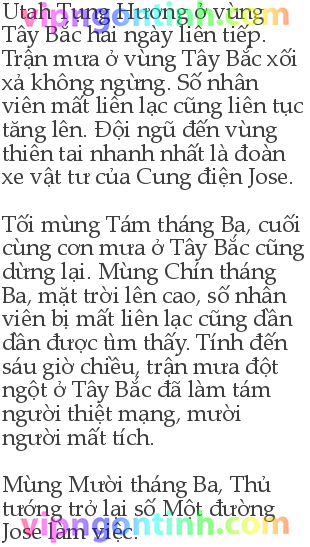 Utah Tung Hương ở vùng
Tây Bắc hai ngày liên tiếp.
Trận mưa ở vùng Tây Bắc xối
xả không ngừng. Số nhân
viên mất liên lạc cũng liên tục
tăng lên. Đội ngũ đến vùng
thiên tai nhanh nhất là đoàn
xe vật tư của Cung điện Jose.
Tối mùng Tám tháng Ba, cuối
cùng cơn mưa ở Tây Bắc cũng
dừng lại. Mùng Chín tháng
Ba, mặt trời lên cao, số nhân
viên bị mất liên lạc cũng dần
dần được tìm thấy. Tính đến
sáu giờ chiều, trận mưa đột
ngột ở Tây Bắc đã làm tám
người thiệt mạng, mười
người mất tích.
Mùng Mười tháng Ba, Thủ
tướng trở lại số Một đường
Jose làm việc.
vipngontinh.com
vipngontinh.com